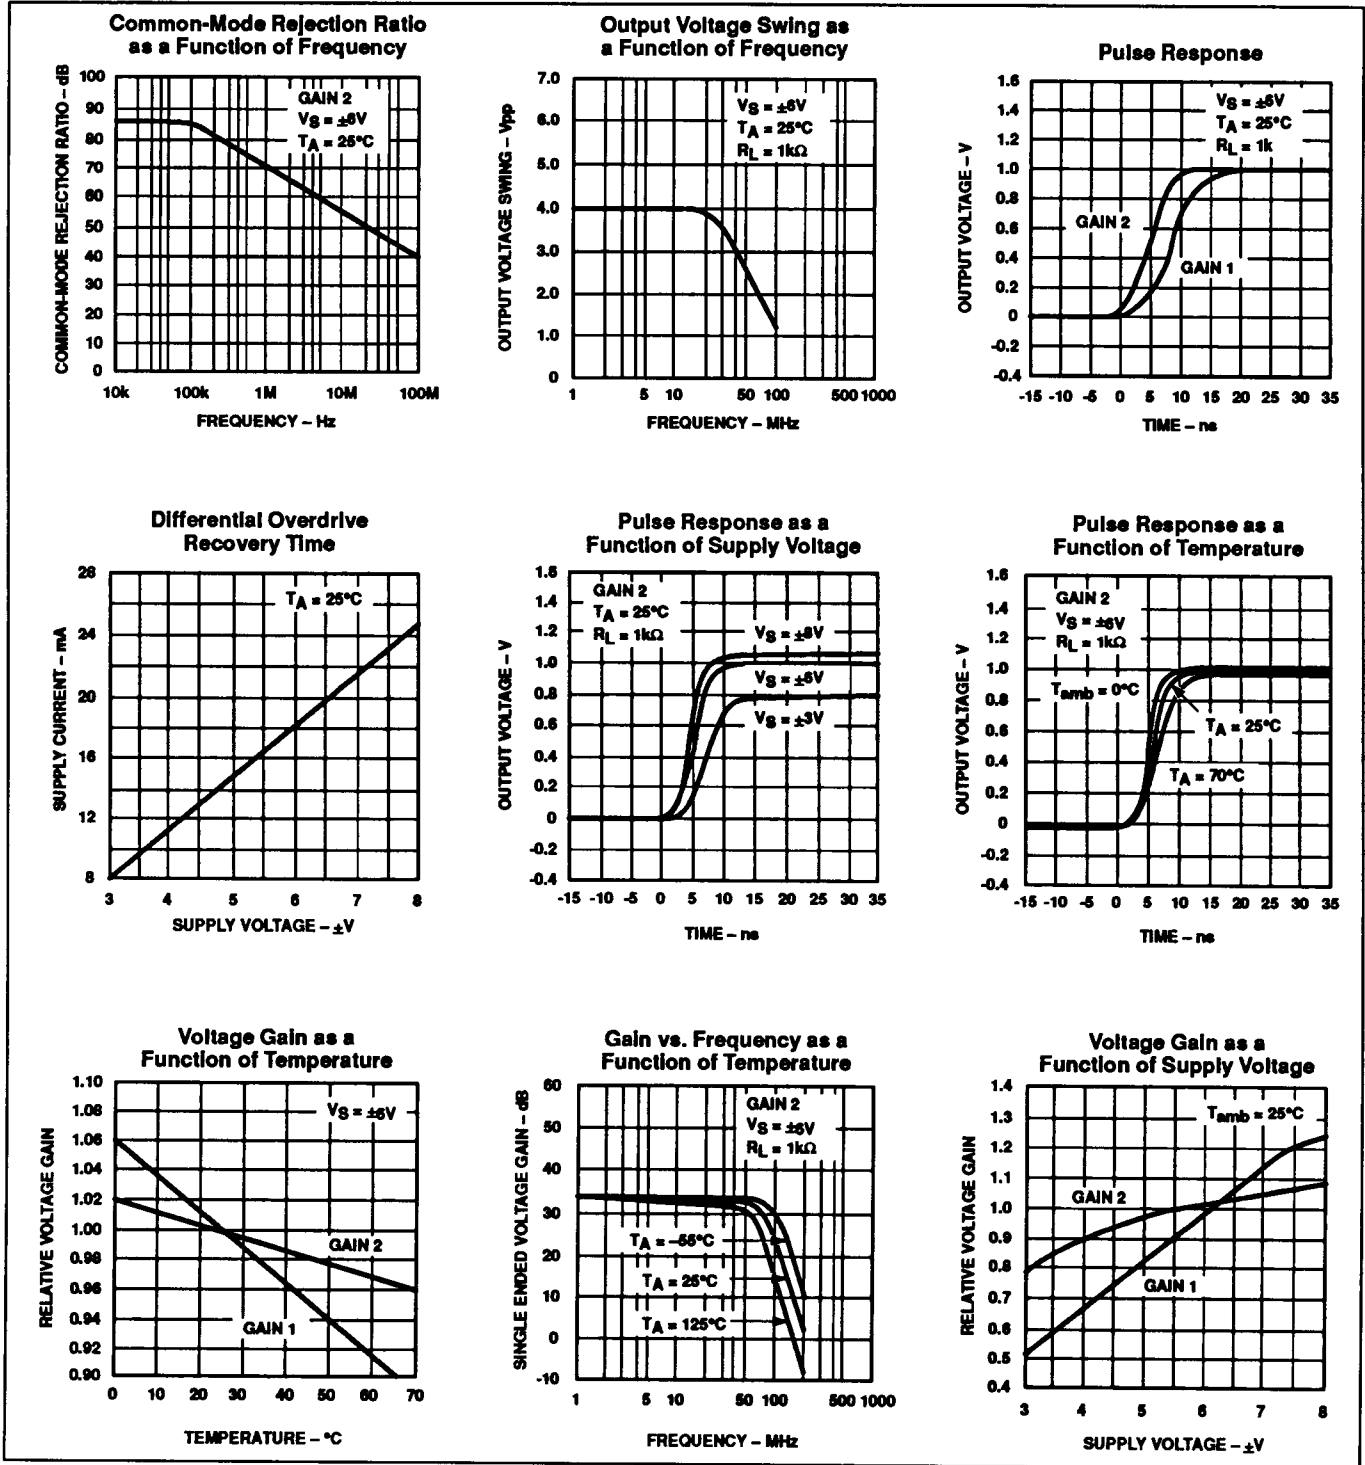 Common-Mode Rejection Ratio
as a Function of Frequency
COMMON-MODE REJECTION RATIO – dB
100
90
80
70
60
50
40
30
20
10
0
GAIN 2
VS = ±6V
TA = 25°C
10k 100k 1M 10M 100M
FREQUENCY – Hz
Output Voltage Swing as
a Function of Frequency
OUTPUT VOLTAGE SWING – Vpp
7.0
6.0
5.0
4.0
3.0
2.0
1.0
0
VS = ±6V
TA = 25°C
RL = 1kΩ
1 5 10 50 100 500 1000
FREQUENCY – MHz
Pulse Response
OUTPUT VOLTAGE – V
1.6
1.4
1.2
1.0
0.8
0.6
0.4
0.2
0
-0.2
-0.4
VS = ±6V
TA = 25°C
RL = 1k
GAIN 2
GAIN 1
-15 -10 -5 0 5 10 15 20 25 30 35
TIME – ns
Differential Overdrive
Recovery Time
SUPPLY CURRENT – mA
28
24
20
16
12
8
TA = 25°C
3 4 5 6 7 8
SUPPLY VOLTAGE – ±V
Pulse Response as a
Function of Supply Voltage
OUTPUT VOLTAGE – V
1.6
1.4
1.2
1.0
0.8
0.6
0.4
0.2
0
-0.2
-0.4
GAIN 2
TA = 25°C
RL = 1kΩ
VS = ±8V
VS = ±6V
VS = ±3V
-15 -10 -5 0 5 10 15 20 25 30 35
TIME – ns
Pulse Response as a
Function of Temperature
OUTPUT VOLTAGE – V
1.6
1.4
1.2
1.0
0.8
0.6
0.4
0.2
0
-0.2
-0.4
GAIN 2
VS = ±6V
RL = 1kΩ
Tamb = 0°C
TA = 25°C
TA = 70°C
-15 -10 -5 0 5 10 15 20 25 30 35
TIME – ns
Voltage Gain as a
Function of Temperature
RELATIVE VOLTAGE GAIN
1.10
1.08
1.06
1.04
1.02
1.00
0.98
0.96
0.94
0.92
0.90
VS = ±6V
GAIN 2
GAIN 1
0 10 20 30 40 50 60 70
TEMPERATURE – °C
Gain vs. Frequency as a
Function of Temperature
SINGLE ENDED VOLTAGE GAIN – dB
60
50
40
30
20
10
0
-10
GAIN 2
VS = ±6V
RL = 1kΩ
TA = –55°C
TA = 25°C
TA = 125°C
1 5 10 50 100 500 1000
FREQUENCY – MHz
Voltage Gain as a
Function of Supply Voltage
RELATIVE VOLTAGE GAIN
1.4
1.3
1.2
1.1
1.0
0.9
0.8
0.7
0.6
0.5
0.4
Tamb = 25°C
GAIN 2
GAIN 1
3 4 5 6 7 8
SUPPLY VOLTAGE – ±V